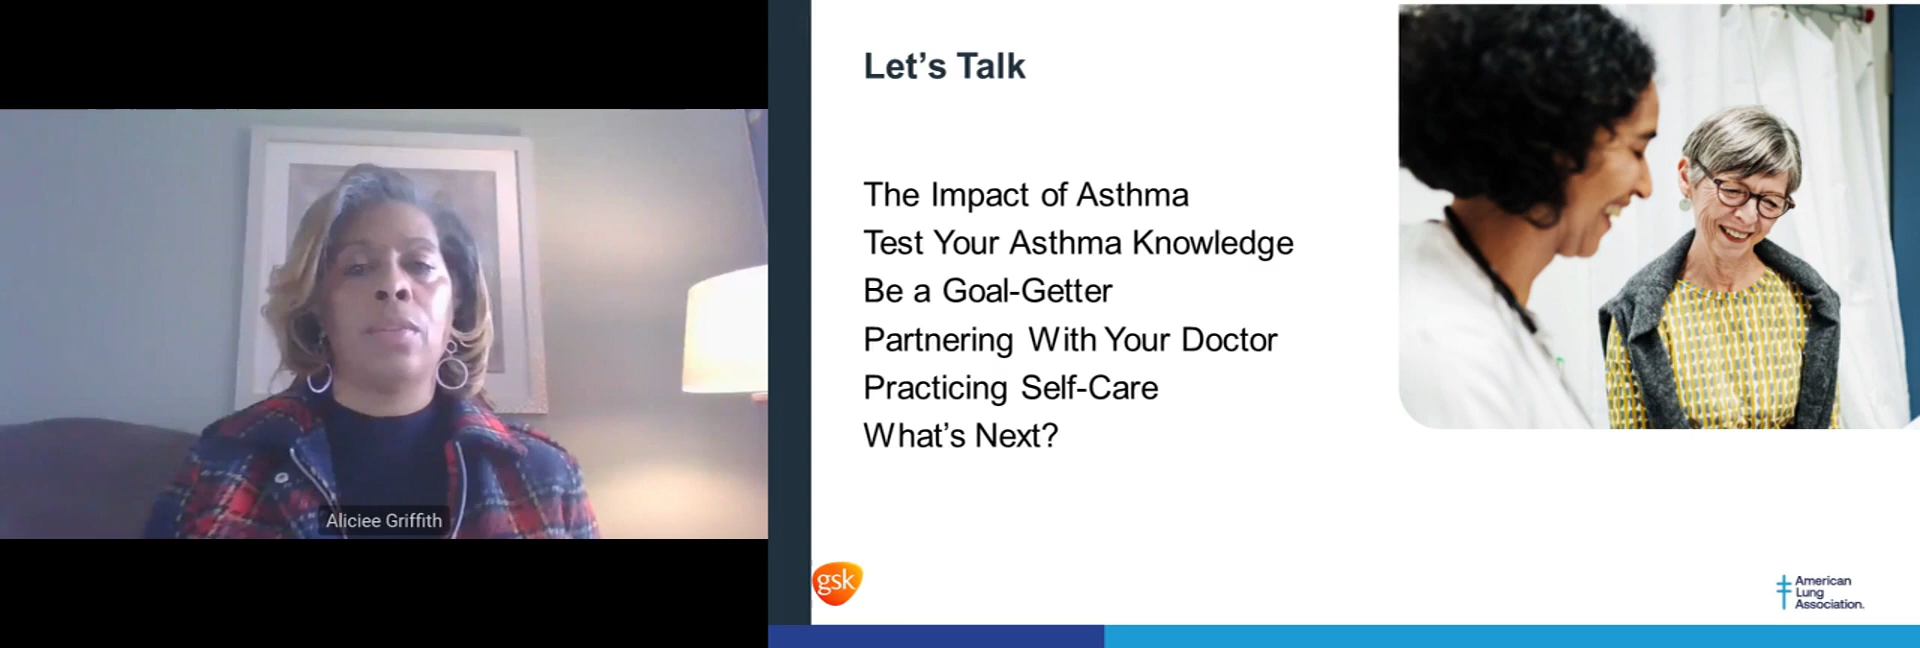 Aliciee Griffith
Let's Talk
The Impact of Asthma
Test Your Asthma Knowledge
Be a Goal-Getter
Partnering With Your Doctor
Practicing Self-Care
What's Next?
gsk
American
Lung
Association.